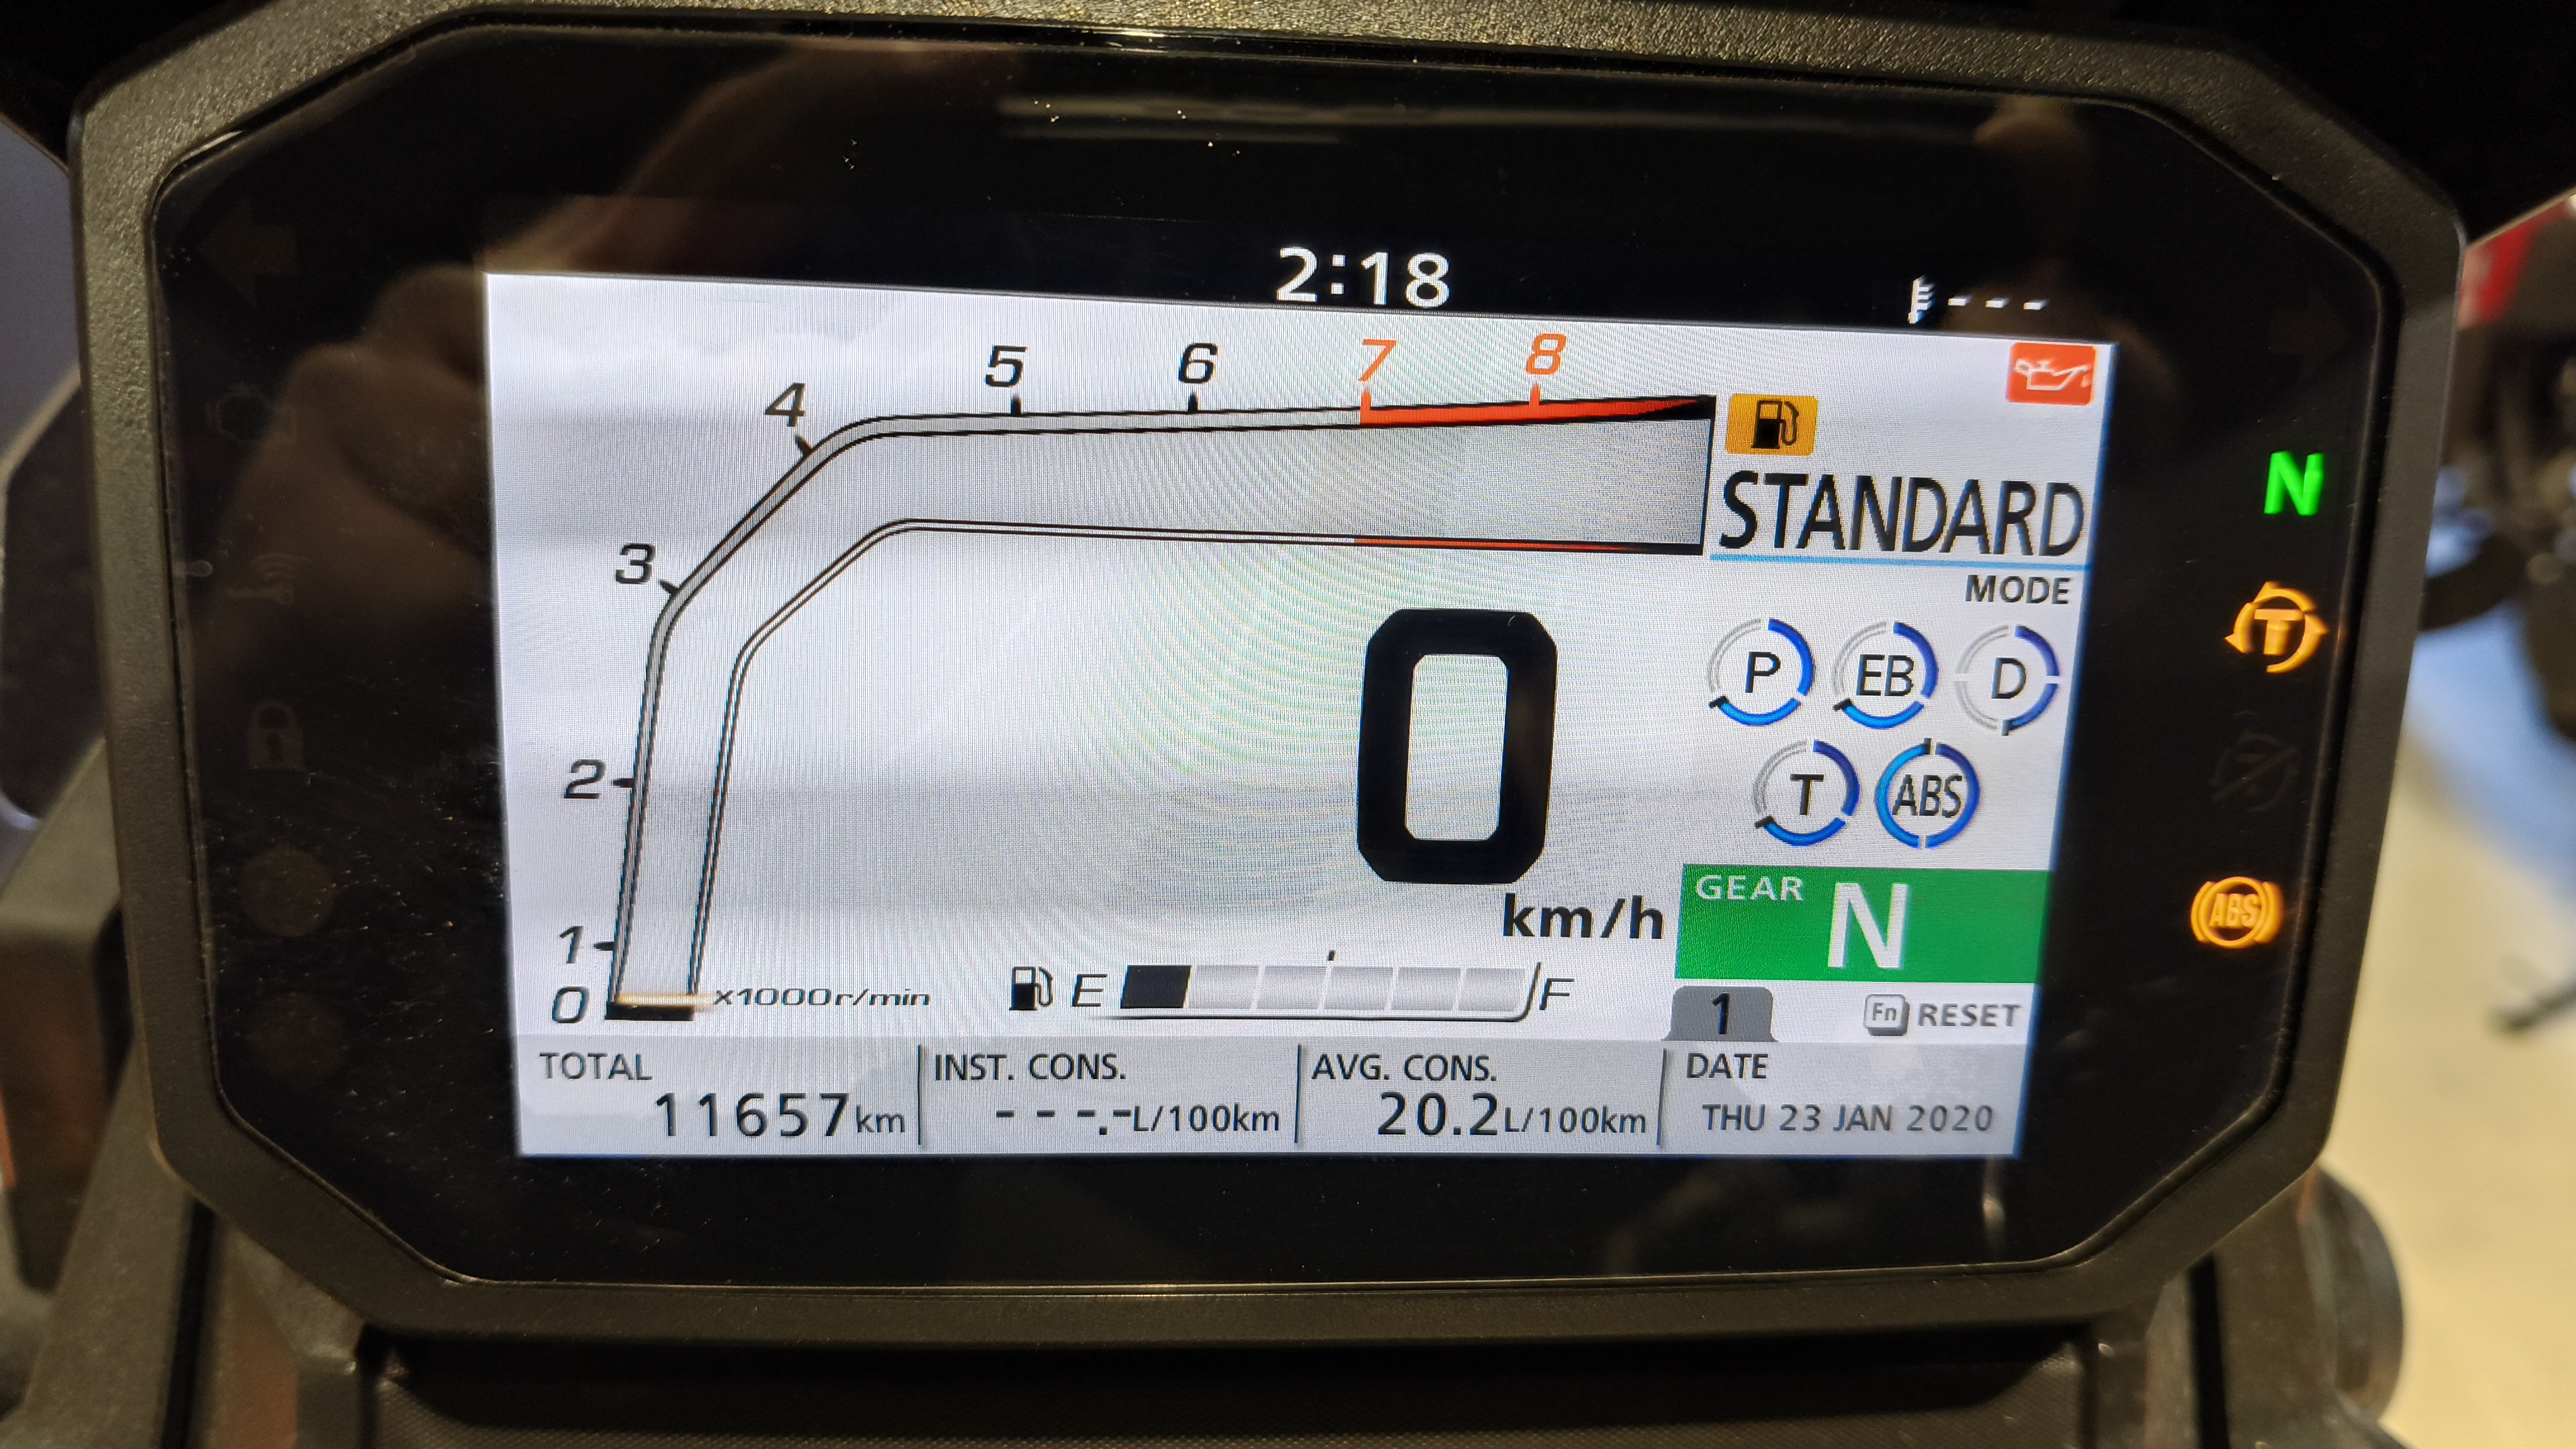 2:18
---
5 6 7 8
4
3
2
1
0
x1000r/min
STANDARD
MODE
P EB D
T ABS
0
km/h
GEAR N
E F
1
Fn RESET
TOTAL
11657km
INST. CONS.
---.-L/100km
AVG. CONS.
20.2L/100km
DATE
THU 23 JAN 2020
N
T
ABS